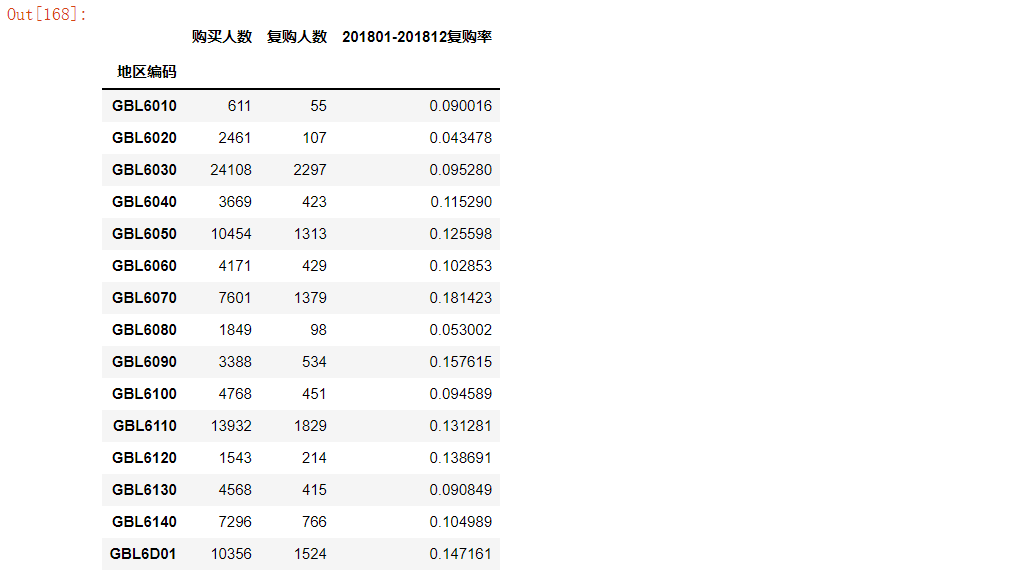 Out[168]:
购买人数 复购人数 201801-201812复购率
地区编码
GBL6010 611 55 0.090016
GBL6020 2461 107 0.043478
GBL6030 24108 2297 0.095280
GBL6040 3669 423 0.115290
GBL6050 10454 1313 0.125598
GBL6060 4171 429 0.102853
GBL6070 7601 1379 0.181423
GBL6080 1849 98 0.053002
GBL6090 3388 534 0.157615
GBL6100 4768 451 0.094589
GBL6110 13932 1829 0.131281
GBL6120 1543 214 0.138691
GBL6130 4568 415 0.090849
GBL6140 7296 766 0.104989
GBL6D01 10356 1524 0.147161